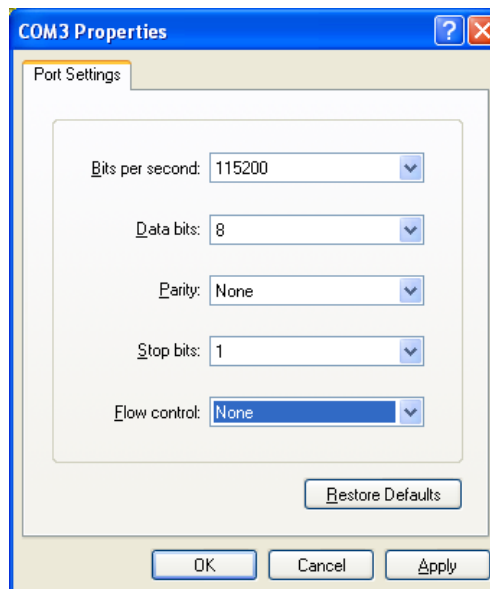 COM3 Properties
Port Settings
Bits per second: 115200
Data bits: 8
Parity: None
Stop bits: 1
Flow control: None
Restore Defaults
OK Cancel Apply